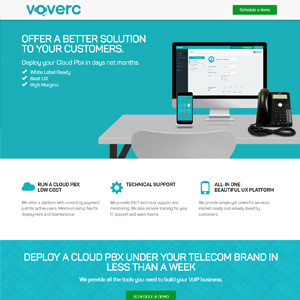 voverc
Schedule a demo
OFFER A BETTER SOLUTION
TO YOUR CUSTOMERS.
Deploy your Cloud Pbx in days not months.
White Label Ready
Best UX
High Margins
RUN A CLOUD PBX
LOW COST
We offer a platform with a monthly payment
just for active users. Minimum setup fee for
deployment and maintenance.
TECHNICAL SUPPORT
We provide 24/7 technical support and
monitoring. We also provide training for your
IT, support and sales teams.
ALL-IN ONE
BEAUTIFUL UX PLATFORM
We provide simple yet powerful services,
market-ready and already loved by
customers.
DEPLOY A CLOUD PBX UNDER YOUR TELECOM BRAND IN
LESS THAN A WEEK
We provide all the tools you need to build your VoIP business.
SCHEDULE A DEMO